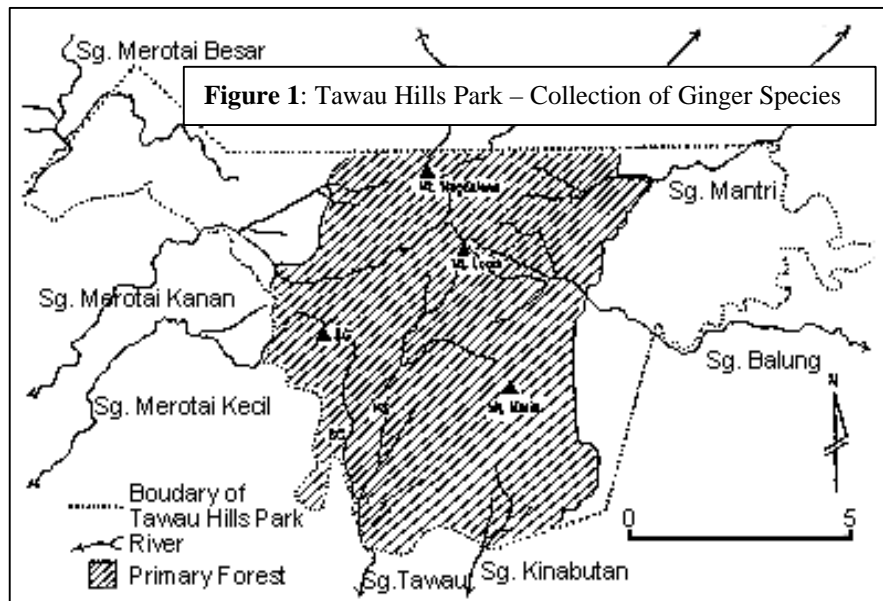 Sg. Merotai Besar
Figure 1: Tawau Hills Park – Collection of Ginger Species
Sg. Mantri
Mt. Magdalena
Mt. Lucia
Sg. Merotai Kanan
Sg. Balung
N
Mt. Maria
Sg. Merotai Kecil
Boudary of
Tawau Hills Park
0 5
River
Primary Forest
Sg.Tawau
Sg. Kinabutan